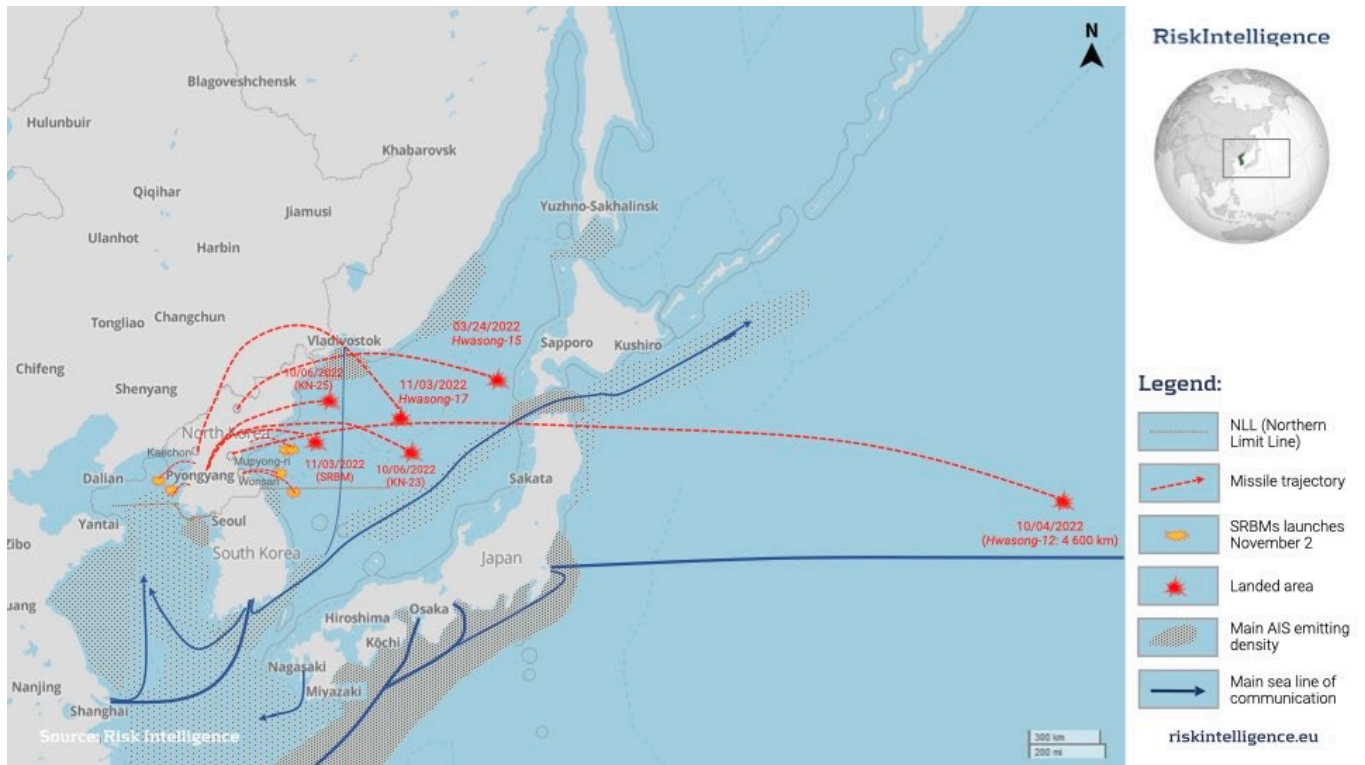 N
Blagoveshchensk
Hulunbuir
Khabarovsk
Qiqihar
Jiamusi
Yuzhno-Sakhalinsk
Ulanhot
Harbin
Tongliao
Changchun
Vladivostok
03/24/2022
Hwasong-15
Sapporo
Kushiro
Chifeng
Shenyang
10/06/2022
(KN-25)
11/03/2022
Hwasong-17
North Korea
Kaechon
Mupyong-ri
11/03/2022
(SRBM)
10/06/2022
(KN-23)
Dalian
Pyongyang
Wonsan
Sakata
Yantai
Seoul
10/04/2022
(Hwasong-12: 4 600 km)
Zibo
South Korea
Japan
uang
Hiroshima
Osaka
Kōchi
Nagasaki
Miyazaki
Nanjing
Shanghai
Source: Risk Intelligence
300 km
200 mi
RiskIntelligence
Legend:
NLL (Northern
Limit Line)
Missile trajectory
SRBMs launches
November 2
Landed area
Main AIS emitting
density
Main sea line of
communication
riskintelligence.eu